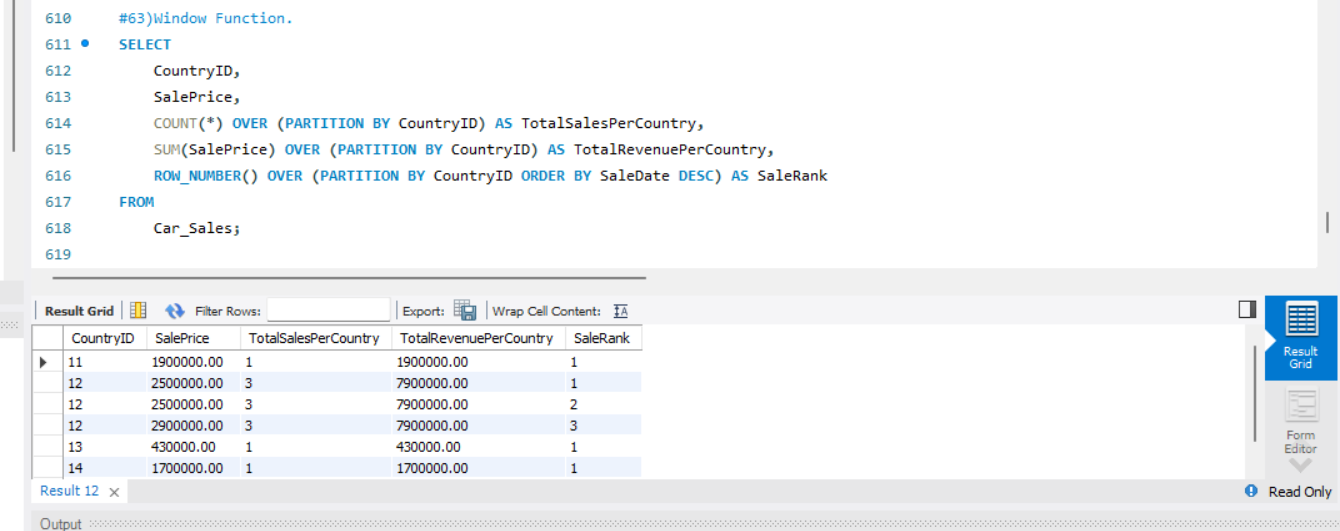 610 #63)Window Function.
611 SELECT
612 CountryID,
613 SalePrice,
614 COUNT(*) OVER (PARTITION BY CountryID) AS TotalSalesPerCountry,
615 SUM(SalePrice) OVER (PARTITION BY CountryID) AS TotalRevenuePerCountry,
616 ROW_NUMBER() OVER (PARTITION BY CountryID ORDER BY SaleDate DESC) AS SaleRank
617 FROM
618 Car_Sales;
619
Result Grid Filter Rows: Export: Wrap Cell Content: IA
CountryID SalePrice TotalSalesPerCountry TotalRevenuePerCountry SaleRank
11 1900000.00 1 1900000.00 1
12 2500000.00 3 7900000.00 1
12 2500000.00 3 7900000.00 2
12 2900000.00 3 7900000.00 3
13 430000.00 1 430000.00 1
14 1700000.00 1 1700000.00 1
Result
Grid
Form
Editor
Result 12 Read Only
Output